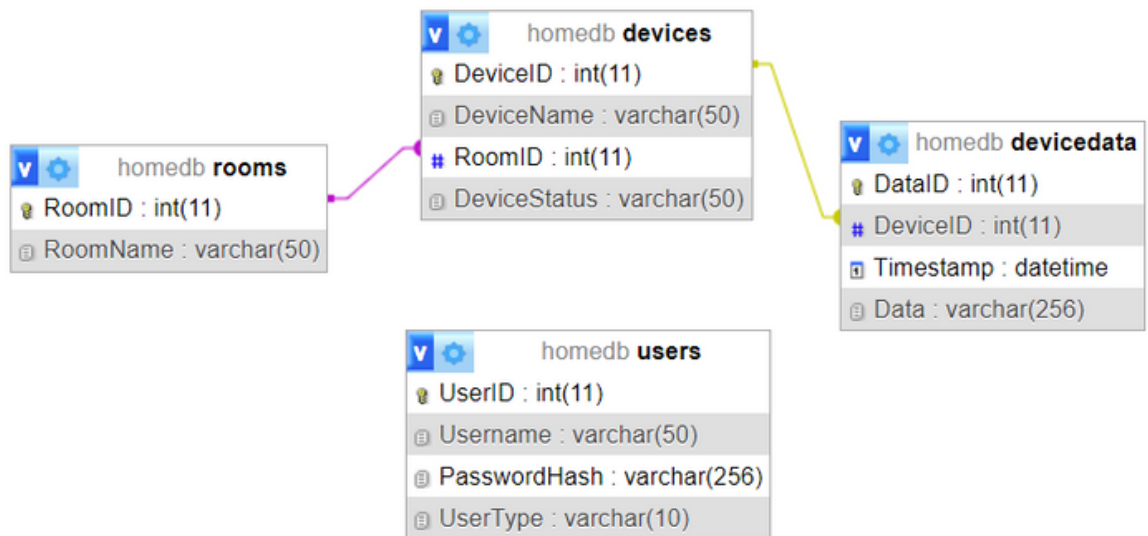 v homedb rooms
RoomID : int(11)
RoomName : varchar(50)
v homedb devices
DeviceID : int(11)
DeviceName : varchar(50)
# RoomID : int(11)
DeviceStatus : varchar(50)
v homedb devicedata
DataID : int(11)
# DeviceID : int(11)
Timestamp : datetime
Data : varchar(256)
v homedb users
UserID : int(11)
Username : varchar(50)
PasswordHash : varchar(256)
UserType : varchar(10)